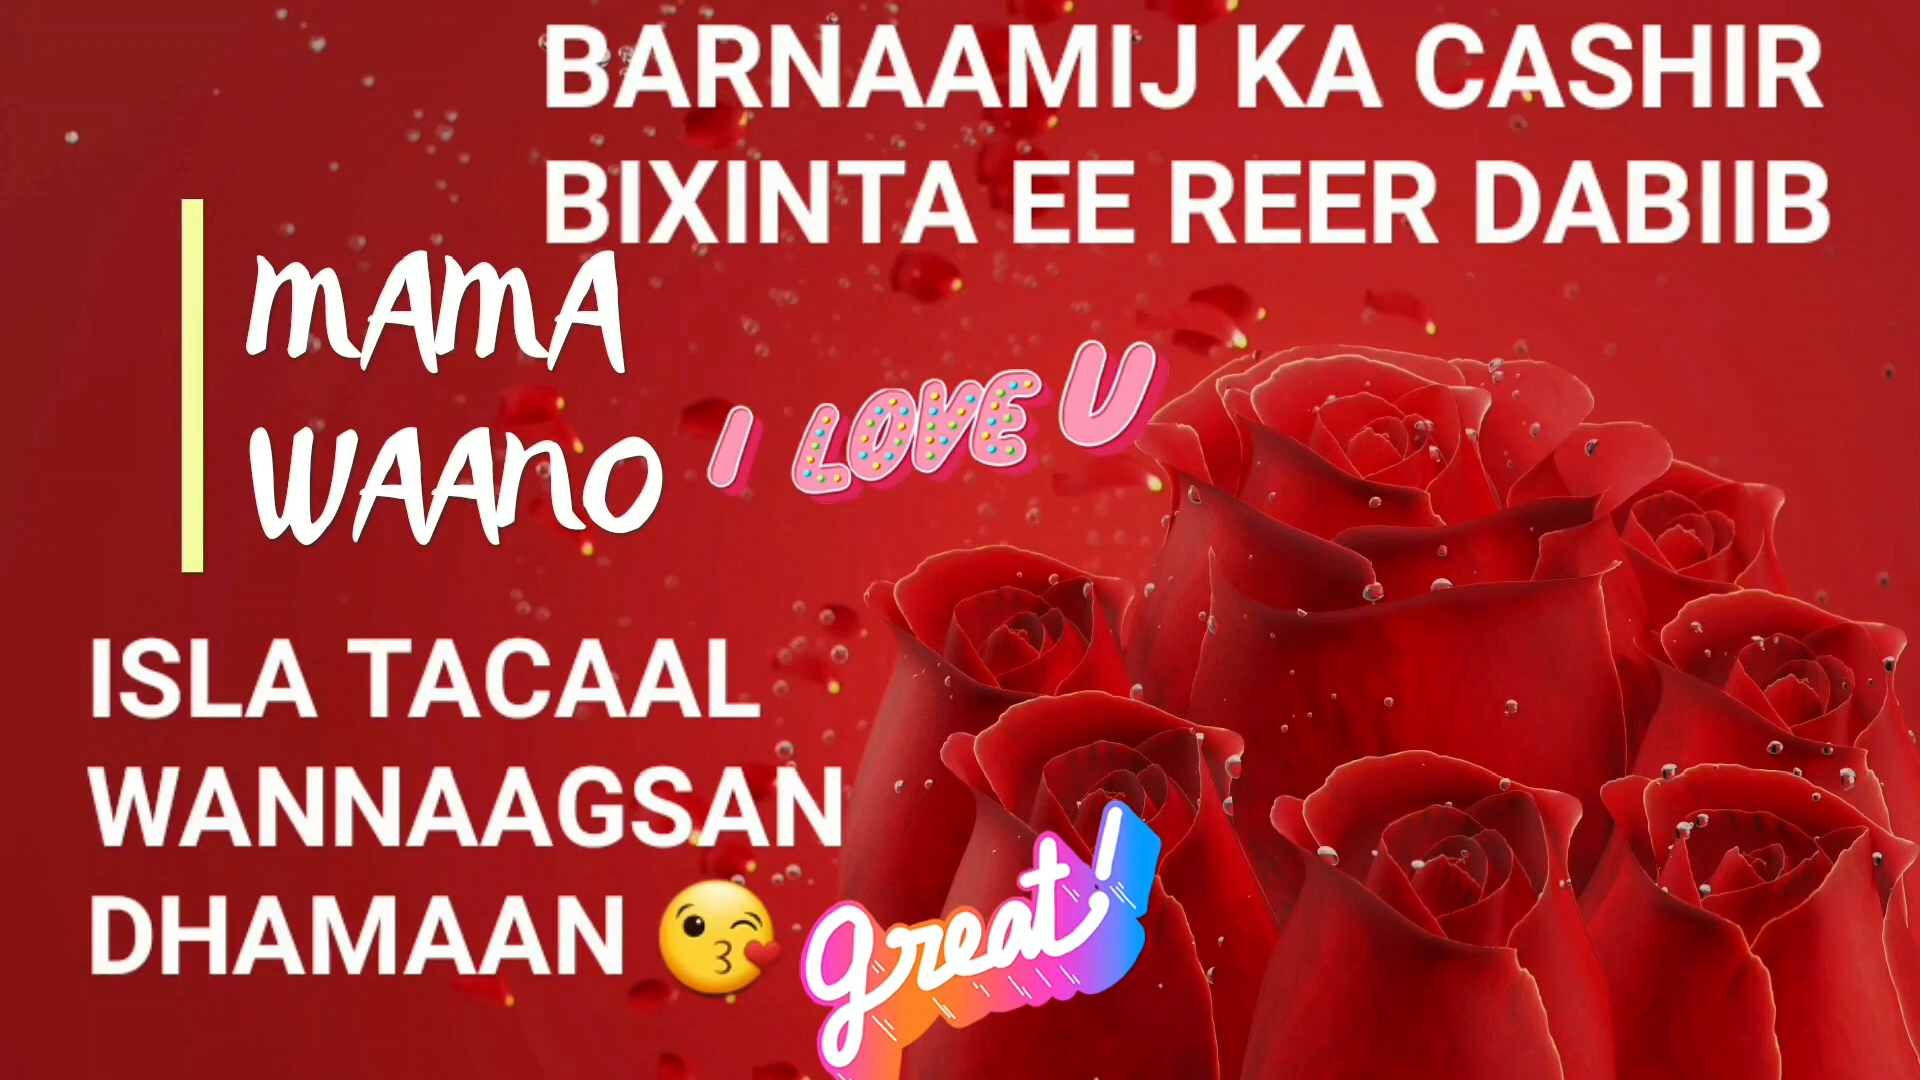 BARNAAMIJ KA CASHIR
BIXINTA EE REER DABIIB
MAMA
WAANO
I LOVE U
ISLA TACAAL
WANNAAGSAN
DHAMAAN 😘
great!